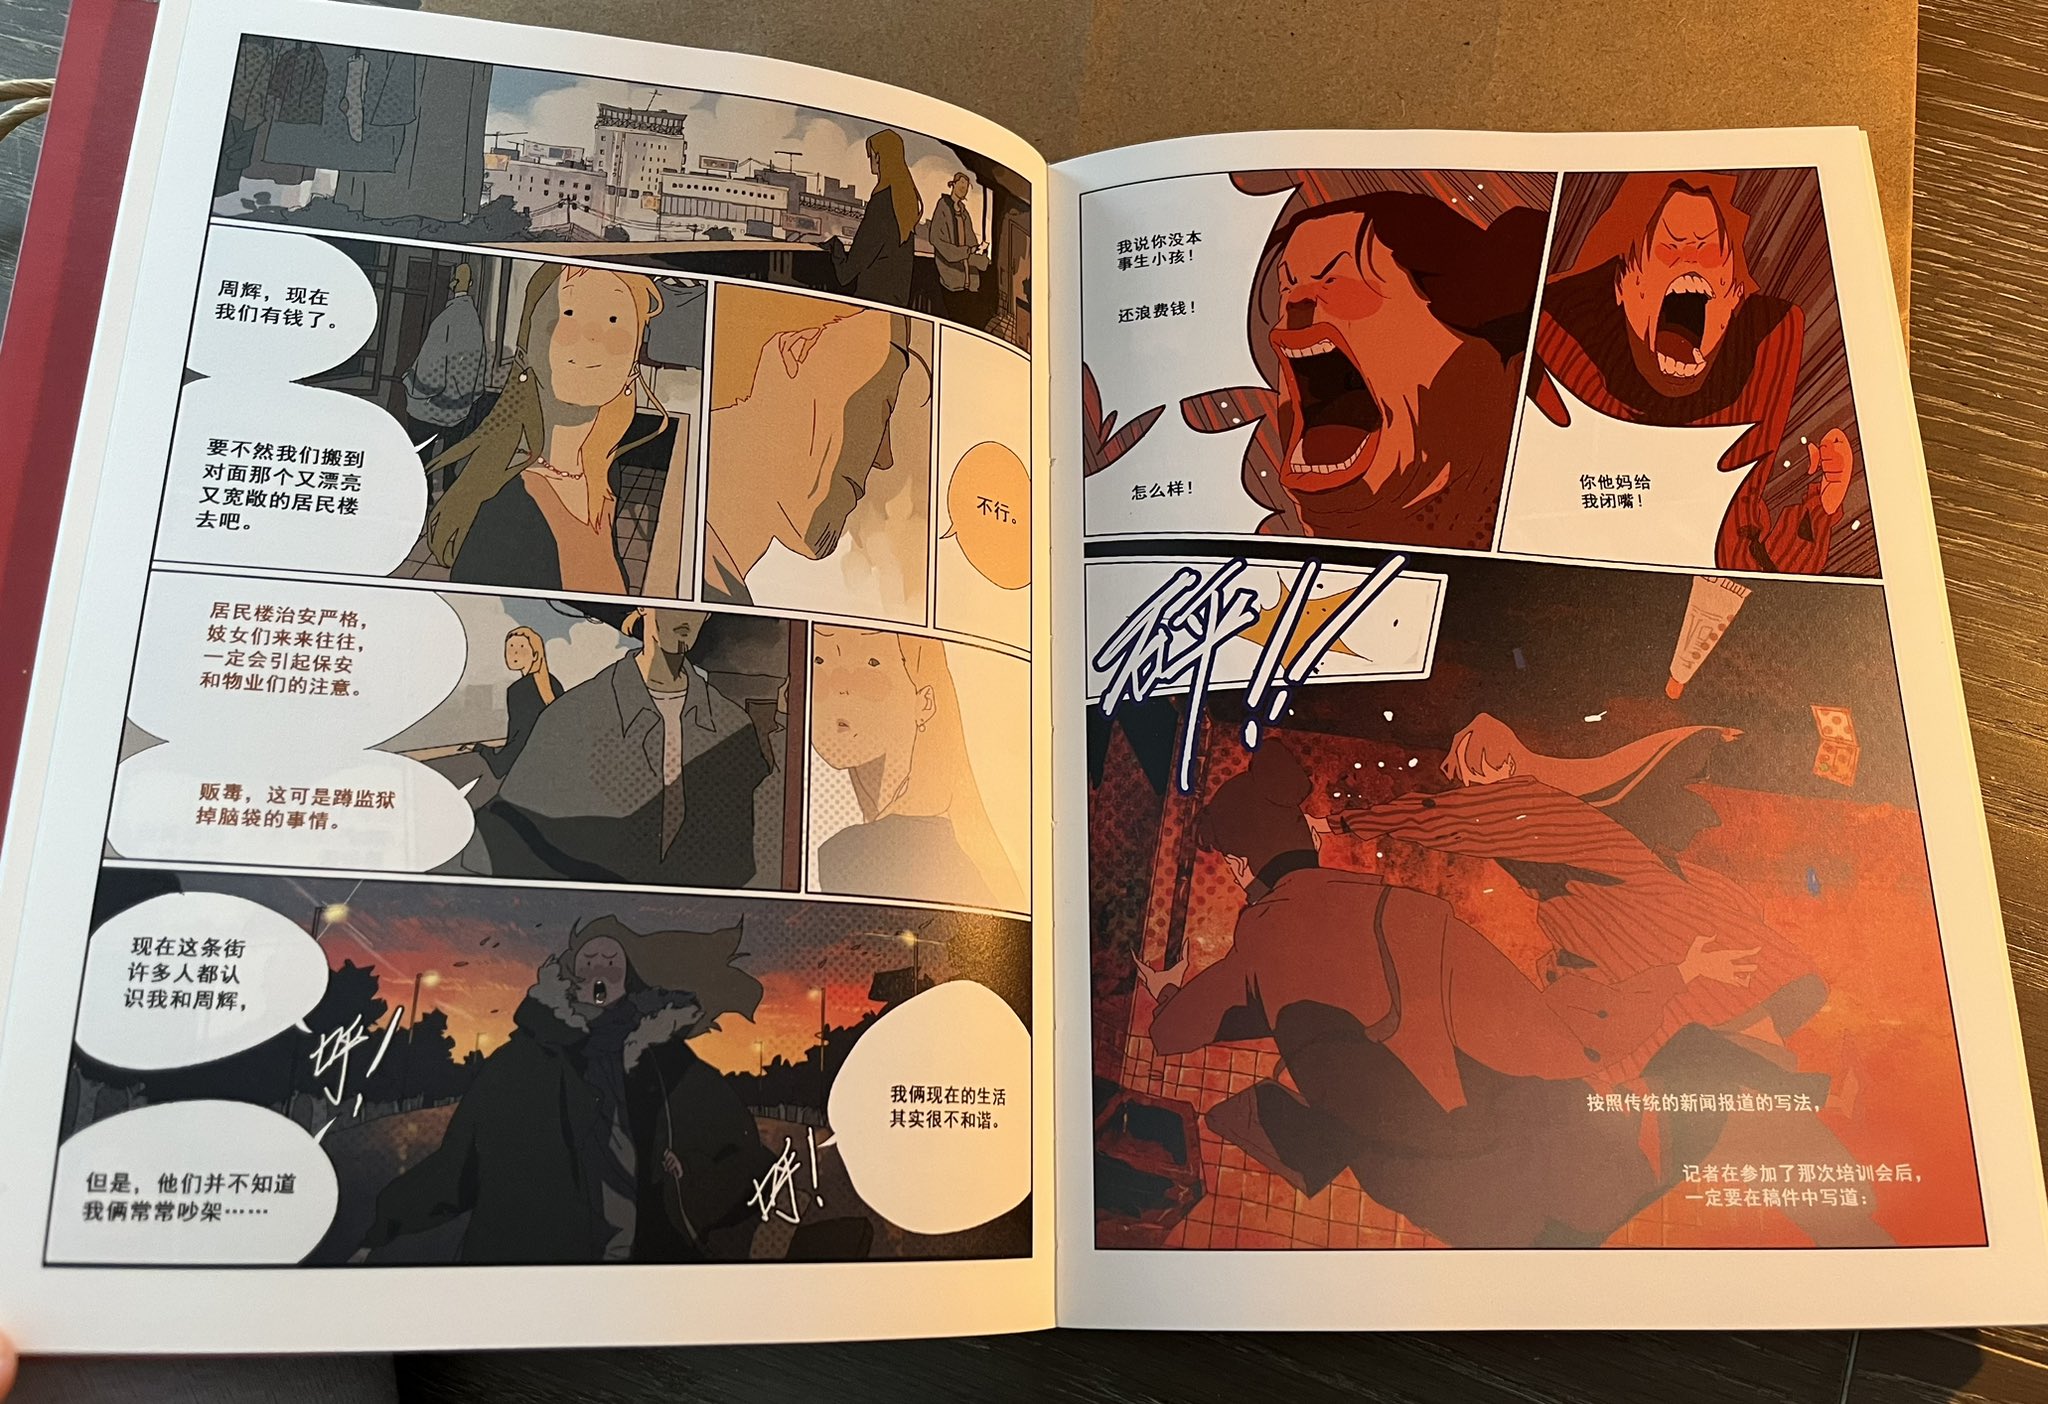 周辉，现在
我们有钱了。
要不然我们搬到
对面那个又漂亮
又宽敞的居民楼
去吧。
不行。
居民楼治安严格，
妓女们来来往往，
一定会引起保安
和物业们的注意。
贩毒，这可是蹲监狱
掉脑袋的事情。
现在这条街
许多人都认
识我和周辉，
呼！
但是，他们并不知道
我俩常常吵架……
呼！
我俩现在的生活
其实很不和谐。
我说你没本
事生小孩！
还浪费钱！
怎么样！
你他妈给
我闭嘴！
砰！！
按照传统的新闻报道的写法，
记者在参加了那次培训会后，
一定要在稿件中写道：